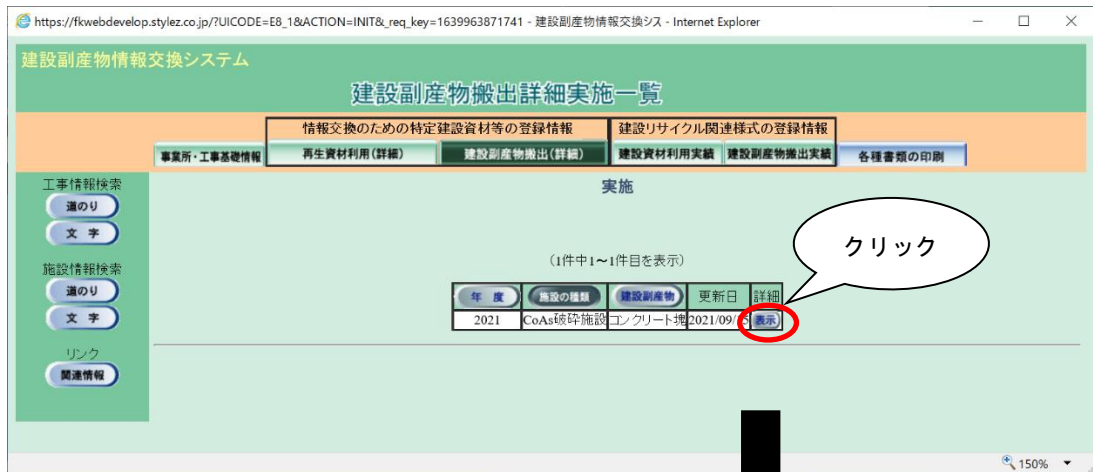 https://fkwebdevelop.stylez.co.jp/?UICODE=E8_1&ACTION=INIT&_req_key=1639963871741 - 建設副産物情報交換シス - Internet Explorer
建設副産物情報交換システム
建設副産物搬出詳細実施一覧
情報交換のための特定建設資材等の登録情報 建設リサイクル関連様式の登録情報
事業所・工事基礎情報 再生資材利用(詳細) 建設副産物搬出(詳細) 建設資材利用実績 建設副産物搬出実績 各種書類の印刷
工事情報検索
道のり
文字
施設情報検索
道のり
文字
リンク
関連情報
実施
(1件中1～1件目を表示)
クリック
年度 施設の種類 建設副産物 更新日 詳細
2021 CoAs破砕施設 コンクリート塊 2021/09/ 5 表示
150%